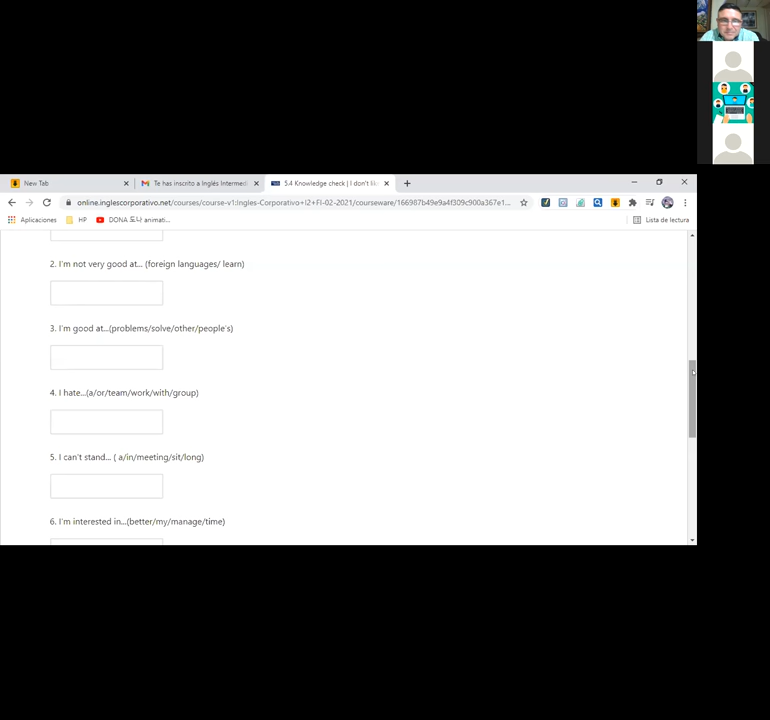 New Tab
Te has inscrito a Inglés Intermed
5.4 Knowledge check | I don't lik
online.inglescorporativo.net/courses/course-v1:Ingles-Corporativo+I2+FI-02-2021/courseware/166987b49e9a4f309c900a367e1...
Aplicaciones
HP
DONA 도나 animati...
Lista de lectura
2. I'm not very good at... (foreign languages/ learn)
3. I'm good at...(problems/solve/other/people's)
4. I hate...(a/or/team/work/with/group)
5. I can't stand... ( a/in/meeting/sit/long)
6. I'm interested in...(better/my/manage/time)